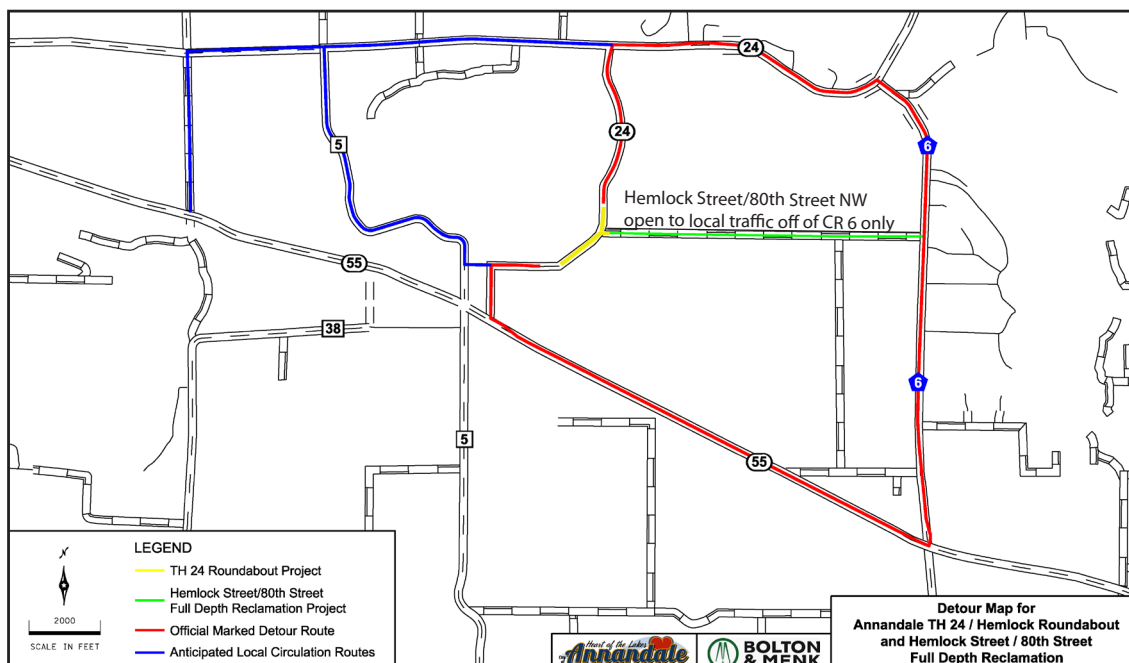 24
24
5
6
Hemlock Street/80th Street NW
open to local traffic off of CR 6 only
55
38
6
5
55
LEGEND
TH 24 Roundabout Project
Hemlock Street/80th Street
Full Depth Reclamation Project
Official Marked Detour Route
Anticipated Local Circulation Routes
N
2000
SCALE IN FEET
Heart of the Lakes
Annandale
BOLTON
& MENK
Detour Map for
Annandale TH 24 / Hemlock Roundabout
and Hemlock Street / 80th Street
Full Depth Reclamation